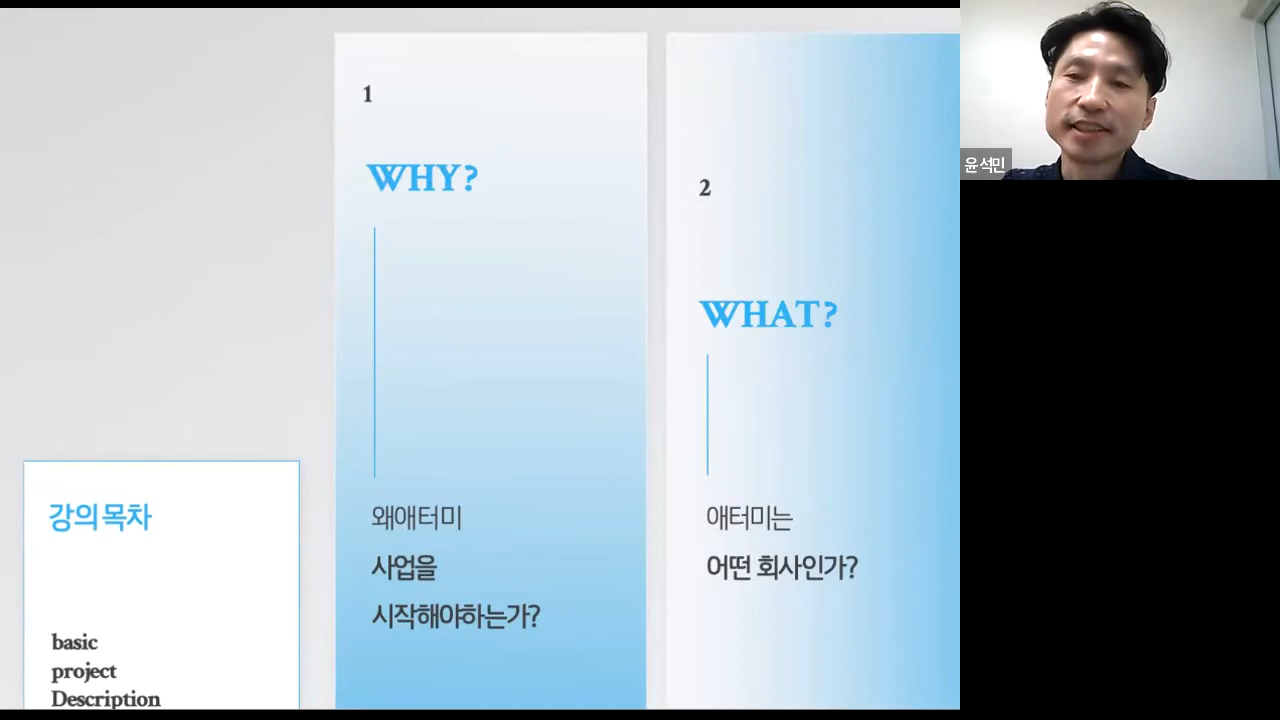 강의 목차
basic
project
Description
1
WHY?
왜애터미
사업을
시작해야하는가?
2
WHAT?
애터미는
어떤 회사인가?
윤석민